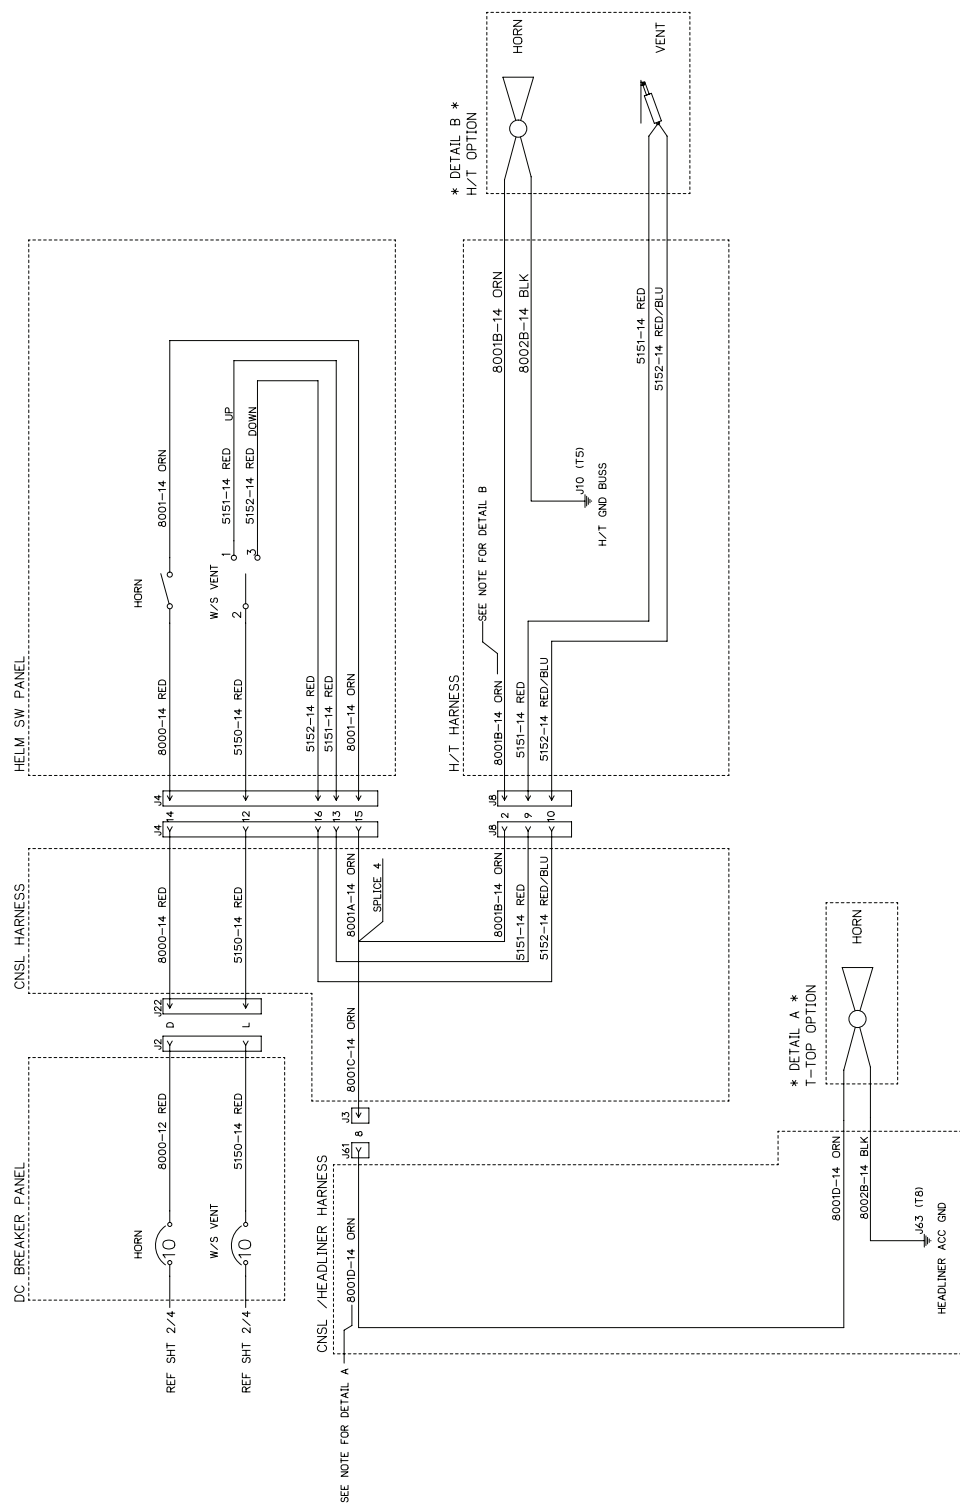 DC BREAKER PANEL
REF SHT 2/4
HORN
10
8000-12 RED
REF SHT 2/4
W/S VENT
10
5150-14 RED
J2
D
L
J22
CNSL HARNESS
8000-14 RED
5150-14 RED
8001C-14 ORN
8001A-14 ORN
SPLICE 4
8001B-14 ORN
5151-14 RED
5152-14 RED/BLU
J4
14
12
16
13
15
J4
HELM SW PANEL
8000-14 RED
HORN
8001-14 ORN
5150-14 RED
W/S VENT
2
1
3
5151-14 RED
UP
5152-14 RED
DOWN
5152-14 RED
5151-14 RED
8001-14 ORN
J8
2
9
10
J8
H/T HARNESS
8001B-14 ORN
SEE NOTE FOR DETAIL B
5151-14 RED
5152-14 RED/BLU
J10 (T5)
H/T GND BUSS
8001B-14 ORN
8002B-14 BLK
5151-14 RED
5152-14 RED/BLU
* DETAIL B *
H/T OPTION
HORN
VENT
SEE NOTE FOR DETAIL A
CNSL /HEADLINER HARNESS
8001D-14 ORN
J61
8
J3
8001D-14 ORN
8002B-14 BLK
J63 (T8)
HEADLINER ACC GND
* DETAIL A *
T-TOP OPTION
HORN